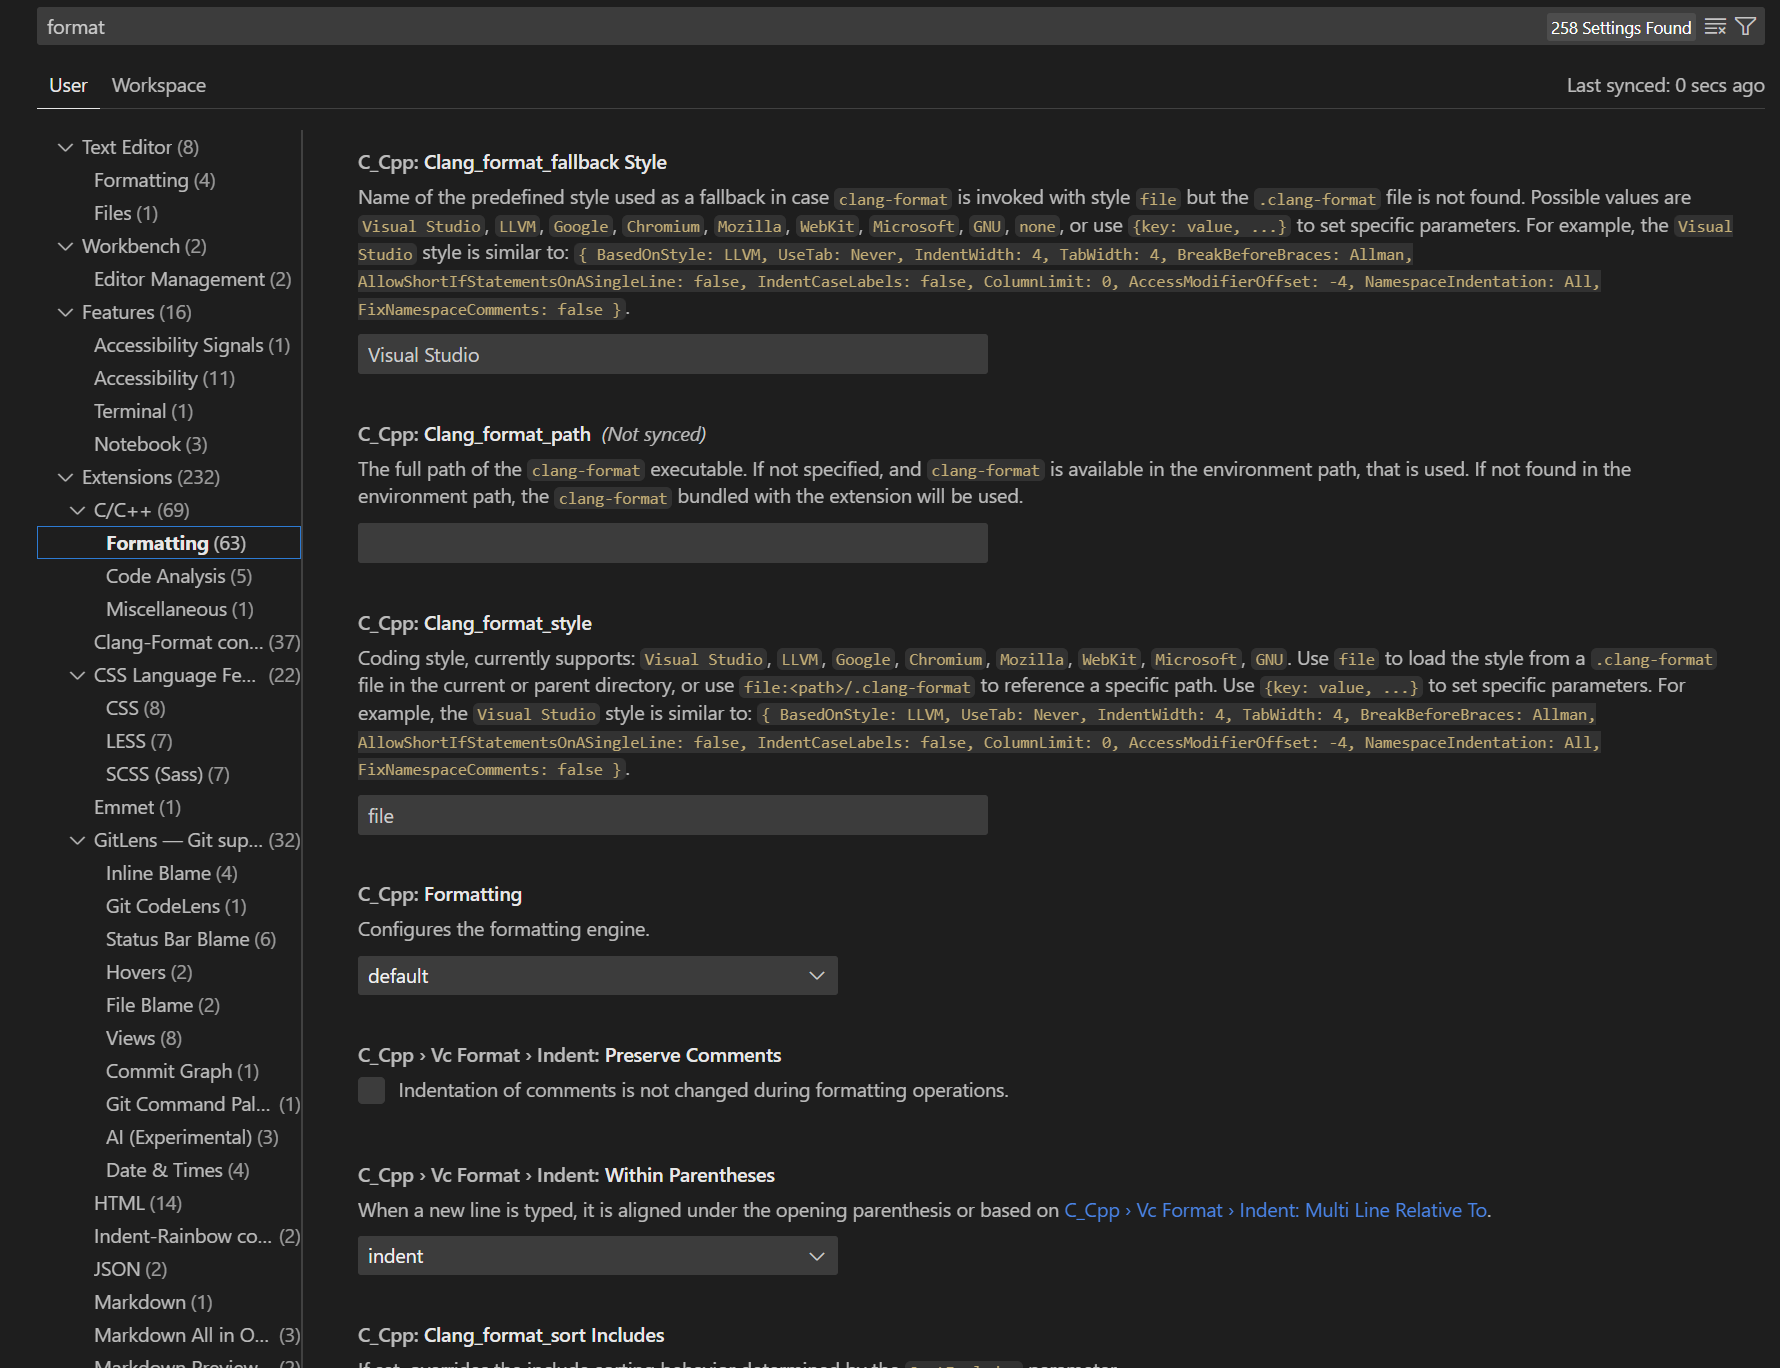 format
258 Settings Found
User
Workspace
Last synced: 0 secs ago
Text Editor (8)
Formatting (4)
Files (1)
Workbench (2)
Editor Management (2)
Features (16)
Accessibility Signals (1)
Accessibility (11)
Terminal (1)
Notebook (3)
Extensions (232)
C/C++ (69)
Formatting (63)
Code Analysis (5)
Miscellaneous (1)
Clang-Format con... (37)
CSS Language Fe... (22)
CSS (8)
LESS (7)
SCSS (Sass) (7)
Emmet (1)
GitLens — Git sup... (32)
Inline Blame (4)
Git CodeLens (1)
Status Bar Blame (6)
Hovers (2)
File Blame (2)
Views (8)
Commit Graph (1)
Git Command Pal... (1)
AI (Experimental) (3)
Date & Times (4)
HTML (14)
Indent-Rainbow co... (2)
JSON (2)
Markdown (1)
Markdown All in O... (3)
Markdown Preview... (2)
C_Cpp: Clang_format_fallback Style
Name of the predefined style used as a fallback in case clang-format is invoked with style file but the .clang-format file is not found. Possible values are
Visual Studio, LLVM, Google, Chromium, Mozilla, WebKit, Microsoft, GNU, none, or use {key: value, ...} to set specific parameters. For example, the Visual
Studio style is similar to: { BasedOnStyle: LLVM, UseTab: Never, IndentWidth: 4, TabWidth: 4, BreakBeforeBraces: Allman,
AllowShortIfStatementsOnASingleLine: false, IndentCaseLabels: false, ColumnLimit: 0, AccessModifierOffset: -4, NamespaceIndentation: All,
FixNamespaceComments: false }.
Visual Studio
C_Cpp: Clang_format_path (Not synced)
The full path of the clang-format executable. If not specified, and clang-format is available in the environment path, that is used. If not found in the
environment path, the clang-format bundled with the extension will be used.
C_Cpp: Clang_format_style
Coding style, currently supports: Visual Studio, LLVM, Google, Chromium, Mozilla, WebKit, Microsoft, GNU. Use file to load the style from a .clang-format
file in the current or parent directory, or use file:<path>/.clang-format to reference a specific path. Use {key: value, ...} to set specific parameters. For
example, the Visual Studio style is similar to: { BasedOnStyle: LLVM, UseTab: Never, IndentWidth: 4, TabWidth: 4, BreakBeforeBraces: Allman,
AllowShortIfStatementsOnASingleLine: false, IndentCaseLabels: false, ColumnLimit: 0, AccessModifierOffset: -4, NamespaceIndentation: All,
FixNamespaceComments: false }.
file
C_Cpp: Formatting
Configures the formatting engine.
default
C_Cpp › Vc Format › Indent: Preserve Comments
Indentation of comments is not changed during formatting operations.
C_Cpp › Vc Format › Indent: Within Parentheses
When a new line is typed, it is aligned under the opening parenthesis or based on C_Cpp › Vc Format › Indent: Multi Line Relative To.
indent
C_Cpp: Clang_format_sort Includes
If set, overrides the include sorting behavior determined by the parameter.